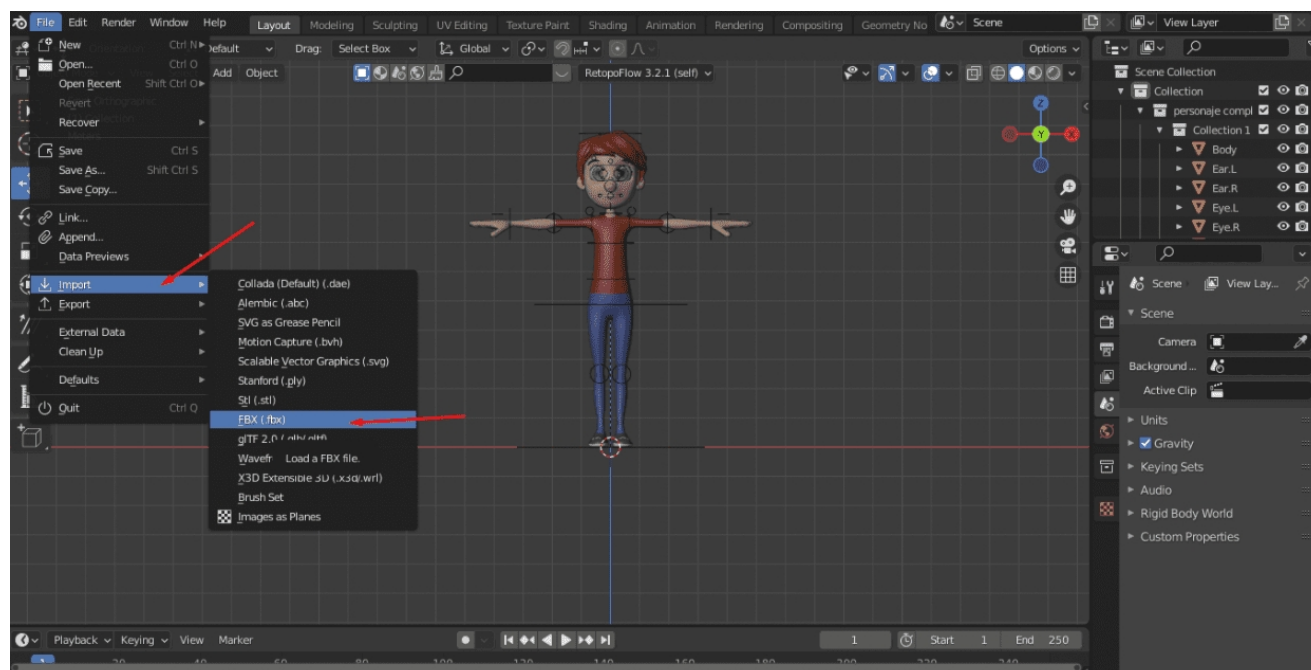 File Edit Render Window Help Layout Modeling Sculpting UV Editing Texture Paint Shading Animation Rendering Compositing Geometry No Scene View Layer
New Ctrl N
Default Drag: Select Box Global Options
Open... Ctrl O
Add Object RetopoFlow 3.2.1 (self)
Open Recent Shift Ctrl O
Revert
Recover
Save Ctrl S
Save As... Shift Ctrl S
Save Copy...
Link...
Append...
Data Previews
Import
Export
External Data
Clean Up
Defaults
Quit Ctrl Q
Collada (Default) (.dae)
Alembic (.abc)
SVG as Grease Pencil
Motion Capture (.bvh)
Scalable Vector Graphics (.svg)
Stanford (.ply)
Stl (.stl)
FBX (.fbx)
glTF 2.0
Wavefr Load a FBX file.
X3D Extensible 3D (.x3d/.wrl)
Brush Set
Images as Planes
Z
Y
X
Scene Collection
Collection
personaje compl
Collection 1
Body
Ear.L
Ear.R
Eye.L
Eye.R
Scene View Lay...
Scene
Camera
Background ...
Active Clip
Units
Gravity
Keying Sets
Audio
Rigid Body World
Custom Properties
Playback Keying View Marker 1 Start 1 End 250